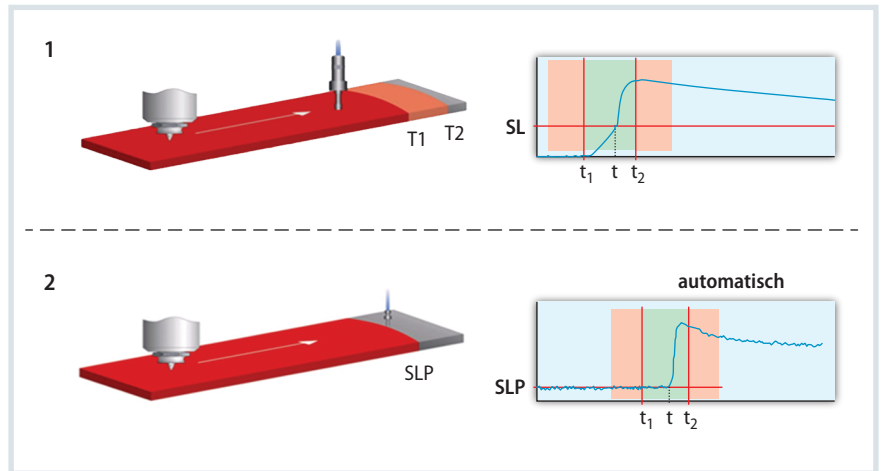 1
T1 T2
SL
t₁ t t₂
2
SLP
automatisch
SLP
t₁ t t₂